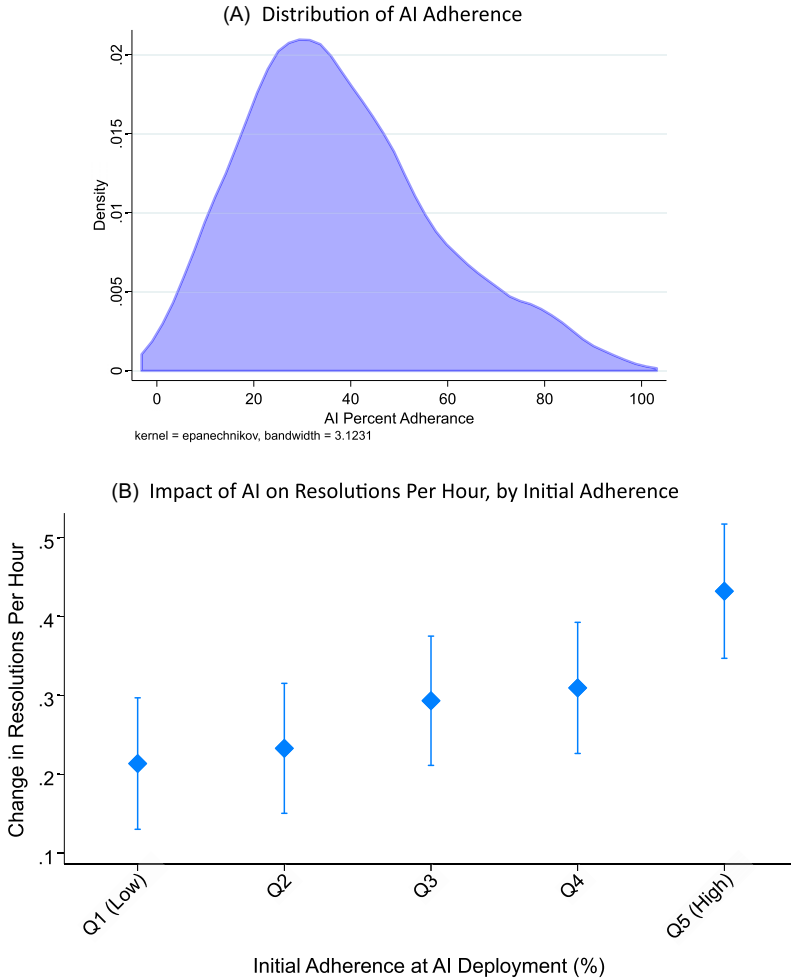 (A) Distribution of AI Adherence
Density
.02
.015
.01
.005
0
0 20 40 60 80 100
AI Percent Adherance
kernel = epanechnikov, bandwidth = 3.1231
(B) Impact of AI on Resolutions Per Hour, by Initial Adherence
Change in Resolutions Per Hour
.5
.4
.3
.2
.1
Q1 (Low) Q2 Q3 Q4 Q5 (High)
Initial Adherence at AI Deployment (%)